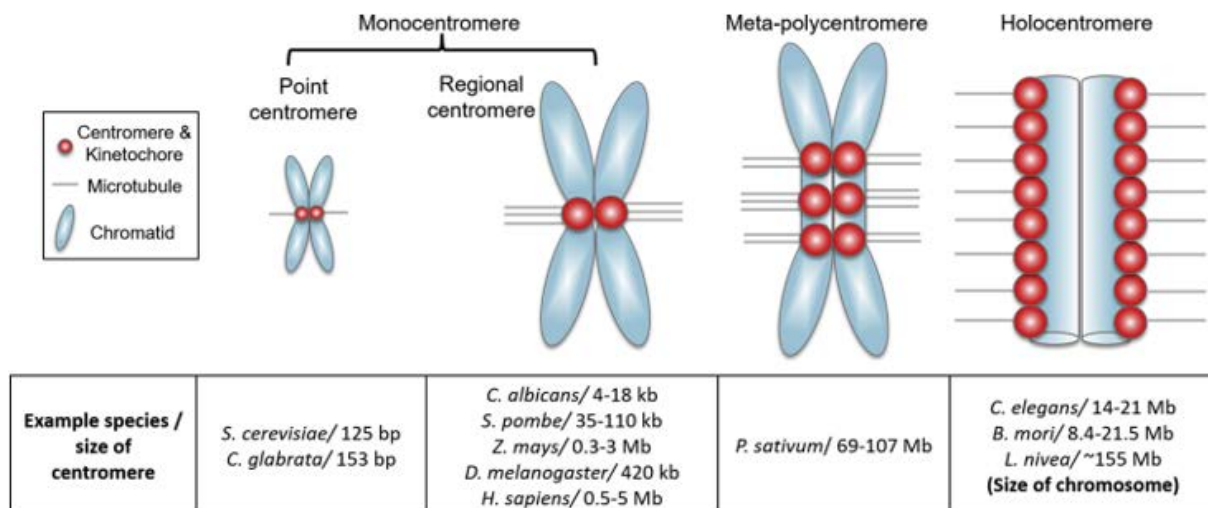 Monocentromere
Meta-polycentromere
Holocentromere
Point
centromere
Regional
centromere
Centromere &
Kinetochore
Microtubule
Chromatid
Example species /
size of
centromere
S. cerevisiae/ 125 bp
C. glabrata/ 153 bp
C. albicans/ 4-18 kb
S. pombe/ 35-110 kb
Z. mays/ 0.3-3 Mb
D. melanogaster/ 420 kb
H. sapiens/ 0.5-5 Mb
P. sativum/ 69-107 Mb
C. elegans/ 14-21 Mb
B. mori/ 8.4-21.5 Mb
L. nivea/ ~155 Mb
(Size of chromosome)